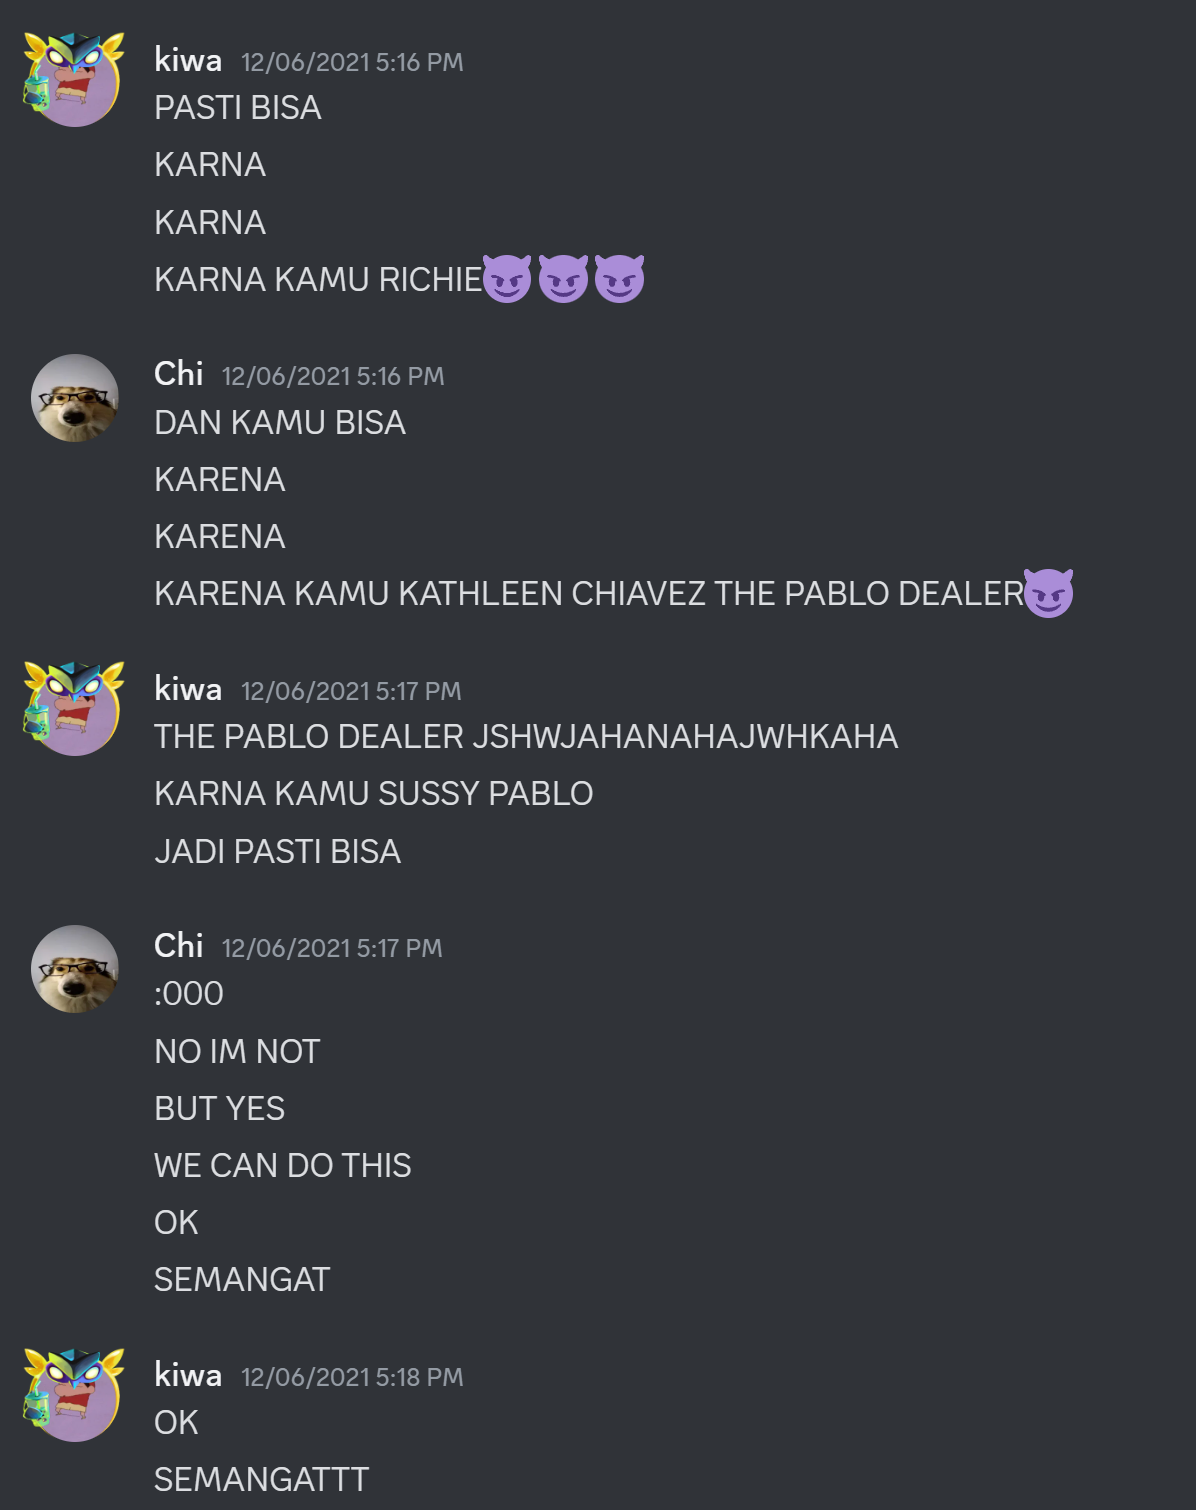 kiwa 12/06/2021 5:16 PM
PASTI BISA
KARNA
KARNA
KARNA KAMU RICHIE😈😈😈
Chi 12/06/2021 5:16 PM
DAN KAMU BISA
KARENA
KARENA
KARENA KAMU KATHLEEN CHIAVEZ THE PABLO DEALER😈
kiwa 12/06/2021 5:17 PM
THE PABLO DEALER JSHWJAHANAHAJWHKAHA
KARNA KAMU SUSSY PABLO
JADI PASTI BISA
Chi 12/06/2021 5:17 PM
:000
NO IM NOT
BUT YES
WE CAN DO THIS
OK
SEMANGAT
kiwa 12/06/2021 5:18 PM
OK
SEMANGATTT